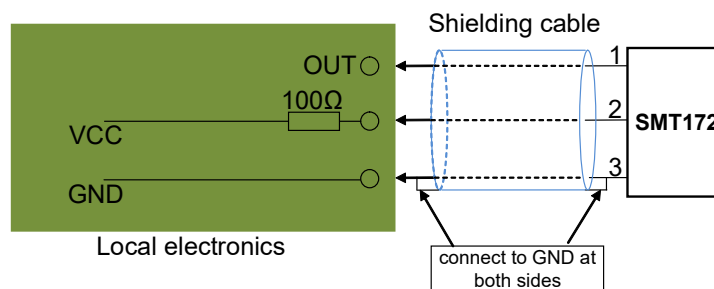 Shielding cable
OUT
1
100Ω
2
VCC
SMT172
3
GND
Local electronics
connect to GND at
both sides